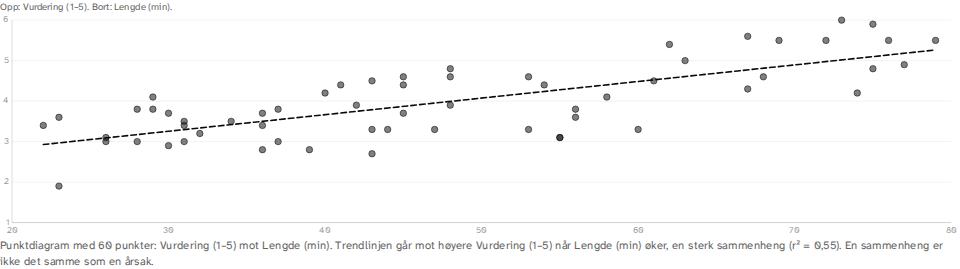 Opp: Vurdering (1–5). Bort: Lengde (min).
6
5
4
3
2
1
20 30 40 50 60 70 80
Punktdiagram med 60 punkter: Vurdering (1–5) mot Lengde (min). Trendlinjen går mot høyere Vurdering (1–5) når Lengde (min) øker, en sterk sammenheng (r² = 0,55). En sammenheng er
ikke det samme som en årsak.